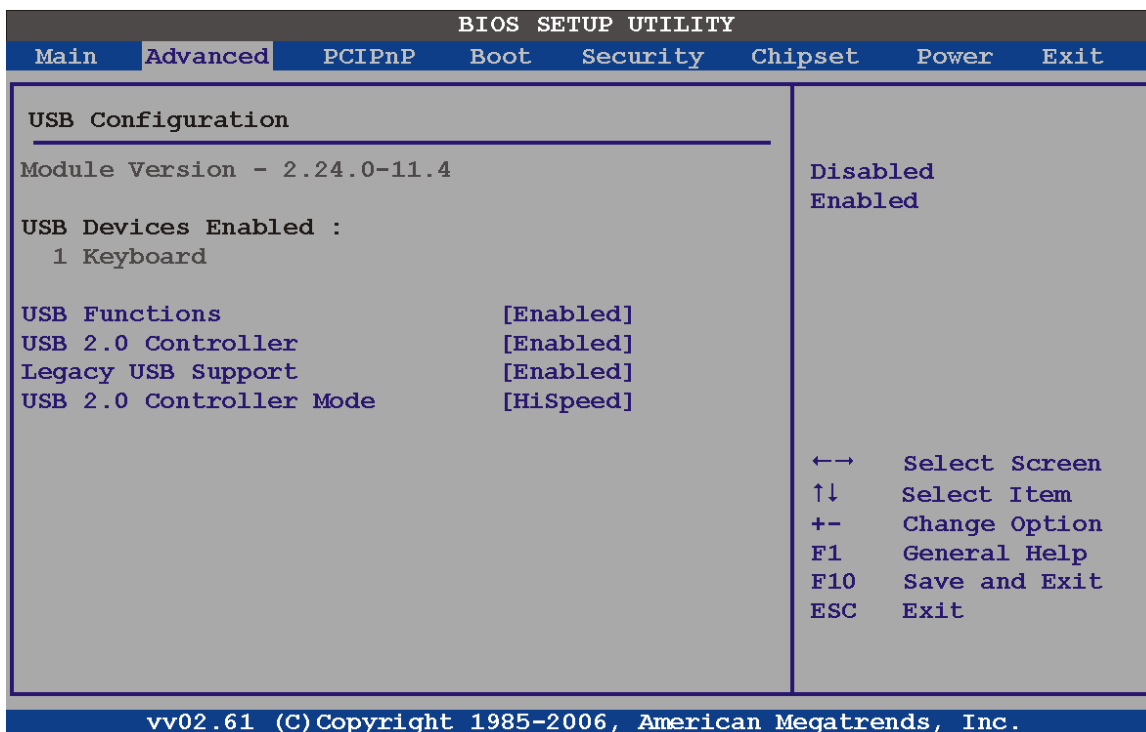 BIOS SETUP UTILITY
Main Advanced PCIPnP Boot Security Chipset Power Exit
USB Configuration
Module Version - 2.24.0-11.4
USB Devices Enabled :
1 Keyboard
USB Functions [Enabled]
USB 2.0 Controller [Enabled]
Legacy USB Support [Enabled]
USB 2.0 Controller Mode [HiSpeed]
Disabled
Enabled
←→ Select Screen
↑↓ Select Item
+- Change Option
F1 General Help
F10 Save and Exit
ESC Exit
vv02.61 (C)Copyright 1985-2006, American Megatrends, Inc.